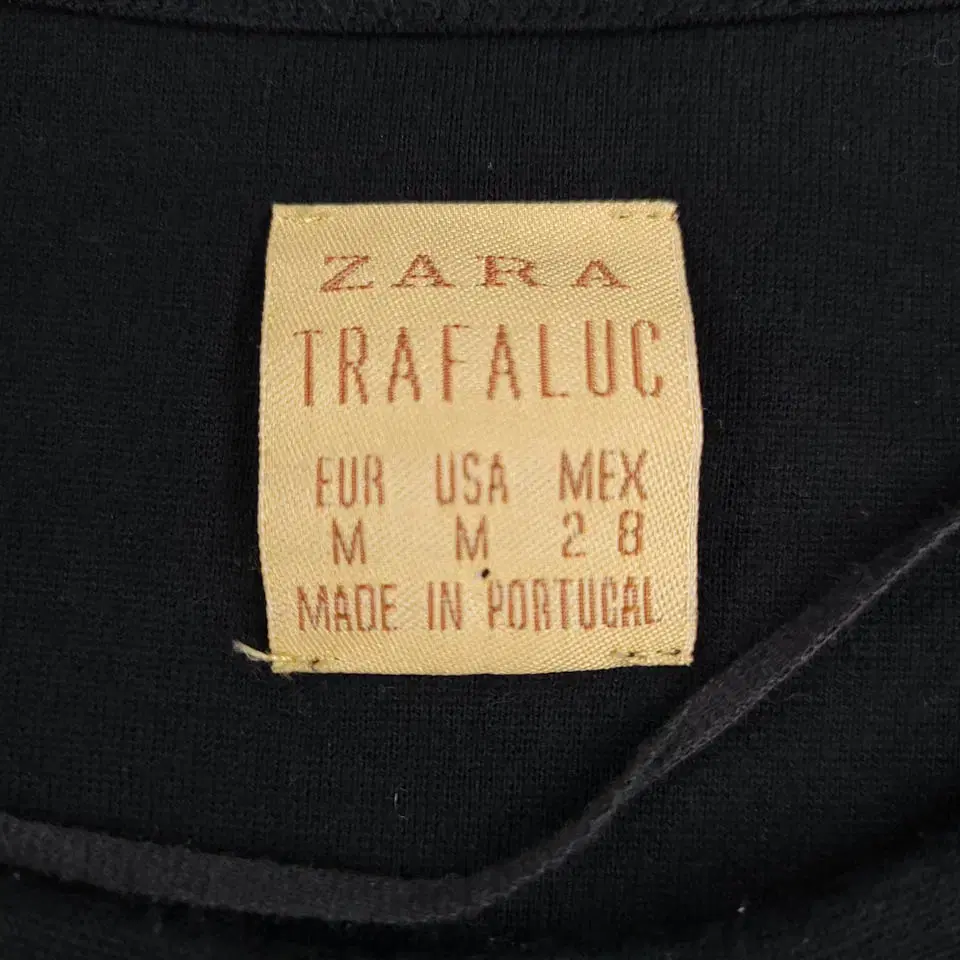 ZARA
TRAFALUC
EUR USA MEX
M M 28
MADE IN PORTUGAL